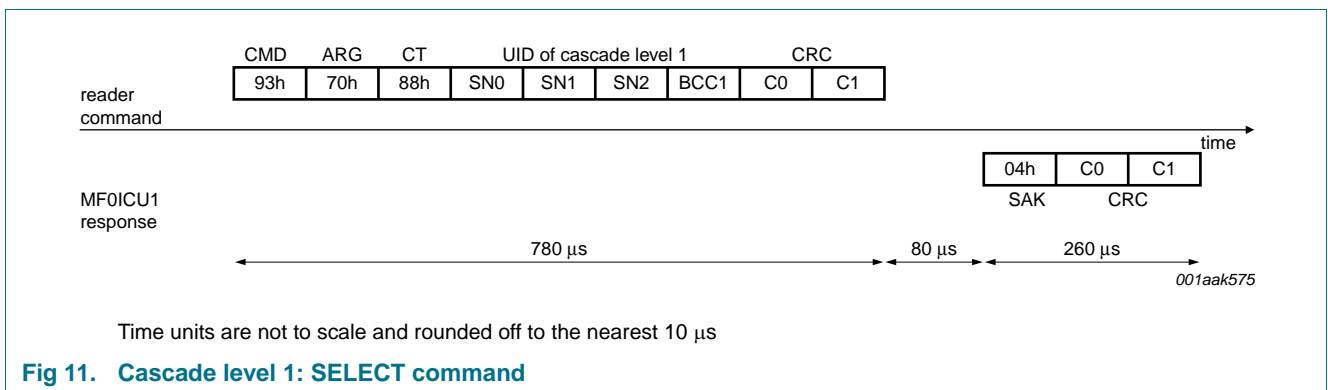 CMD ARG CT UID of cascade level 1 CRC
93h 70h 88h SN0 SN1 SN2 BCC1 C0 C1
reader
command
time
04h C0 C1
MF0ICU1
response
SAK CRC
780 μs 80 μs 260 μs
001aak575
Time units are not to scale and rounded off to the nearest 10 μs
Fig 11. Cascade level 1: SELECT command